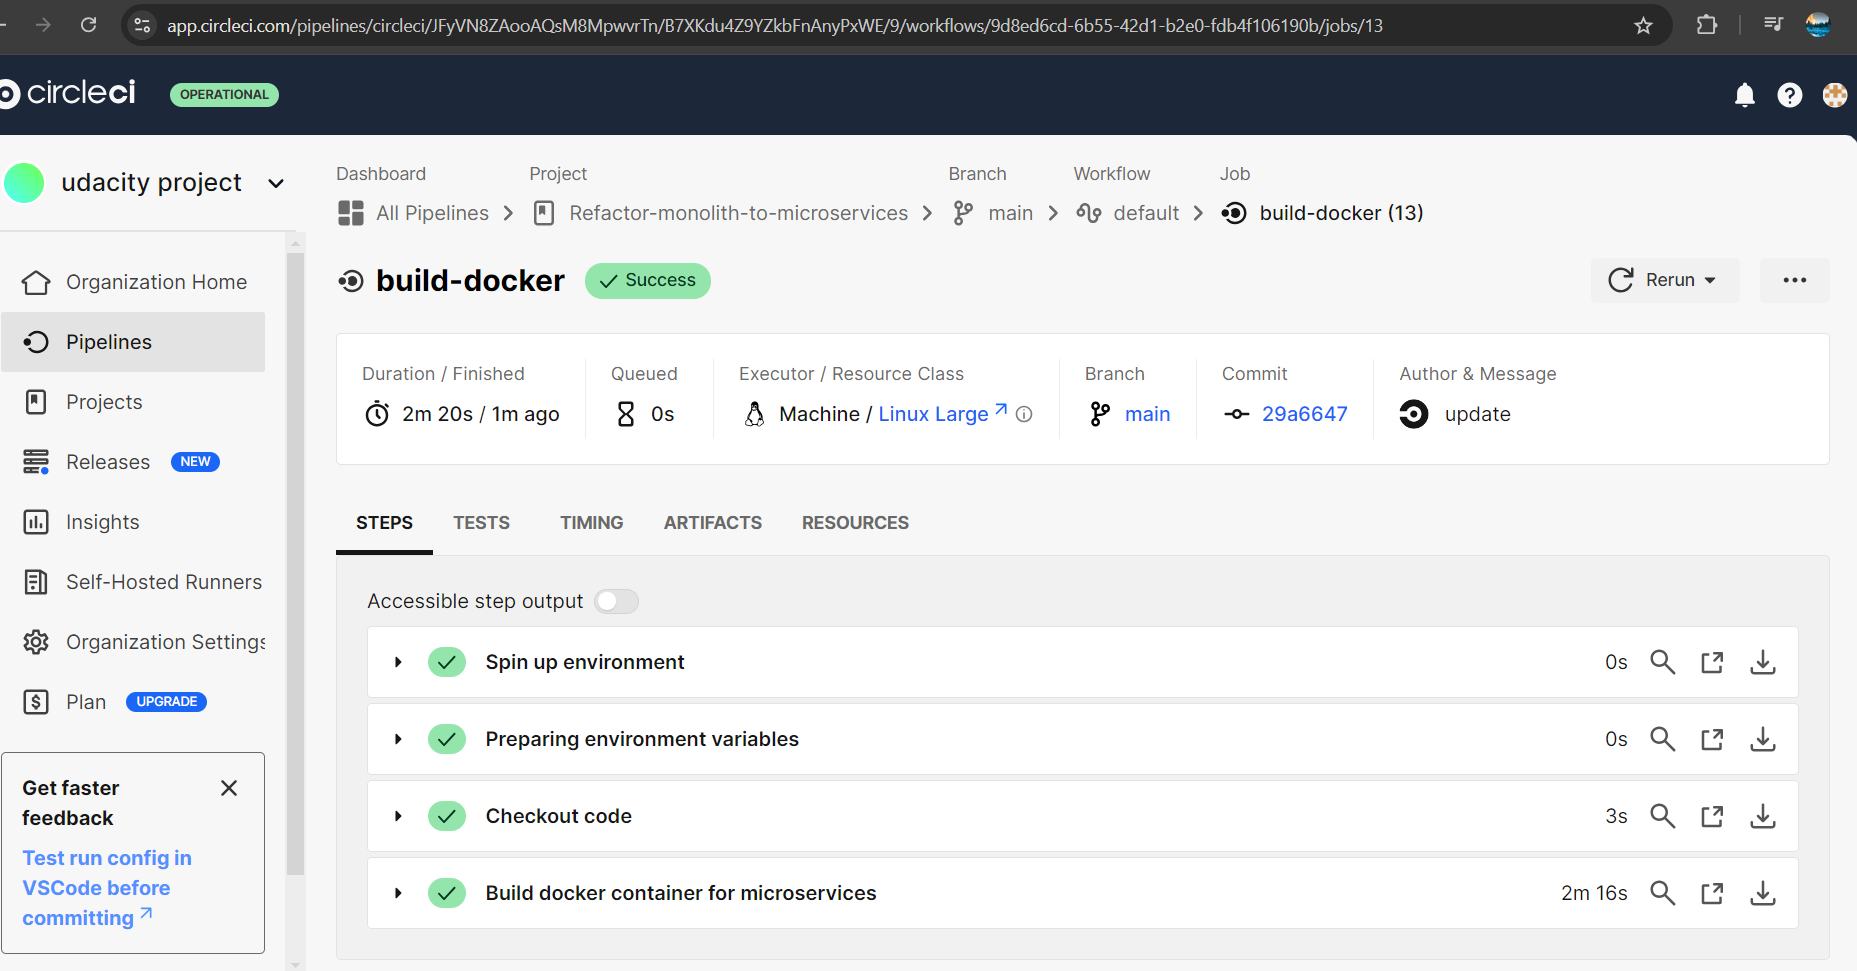 app.circleci.com/pipelines/circleci/JFyVN8ZAooAQsM8MpwvrTn/B7XKdu4Z9YZkbFnAnyPxWE/9/workflows/9d8ed6cd-6b55-42d1-b2e0-fdb4f106190b/jobs/13
circleci OPERATIONAL
udacity project
Organization Home
Pipelines
Projects
Releases NEW
Insights
Self-Hosted Runners
Organization Settings
Plan UPGRADE
Get faster
feedback
Test run config in
VSCode before
committing
Dashboard Project Branch Workflow Job
All Pipelines Refactor-monolith-to-microservices main default build-docker (13)
build-docker Success Rerun
Duration / Finished Queued Executor / Resource Class Branch Commit Author & Message
2m 20s / 1m ago 0s Machine / Linux Large main 29a6647 update
STEPS TESTS TIMING ARTIFACTS RESOURCES
Accessible step output
Spin up environment 0s
Preparing environment variables 0s
Checkout code 3s
Build docker container for microservices 2m 16s